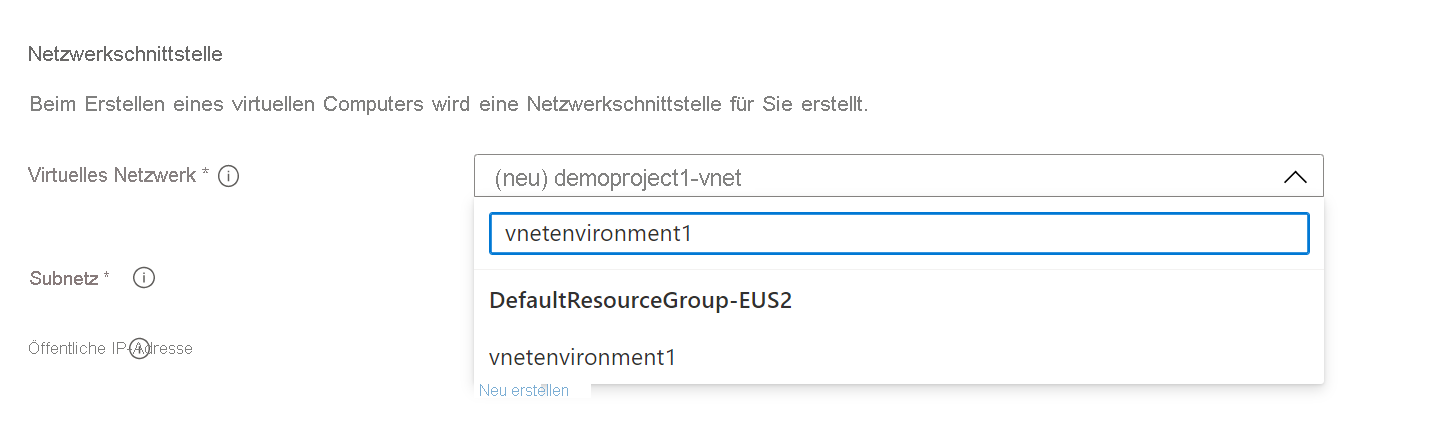 Netzwerkschnittstelle
Beim Erstellen eines virtuellen Computers wird eine Netzwerkschnittstelle für Sie erstellt.
Virtuelles Netzwerk *
(neu) demoproject1-vnet
vnetenvironment1
Subnetz *
DefaultResourceGroup-EUS2
Öffentliche IP-Adresse
vnetenvironment1
Neu erstellen